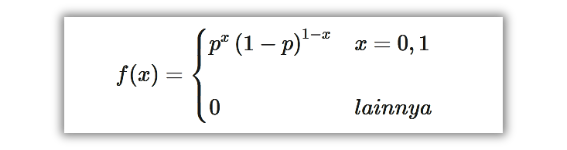 f(x) = { p^x (1 − p)^{1−x}   x = 0, 1
0   lainnya